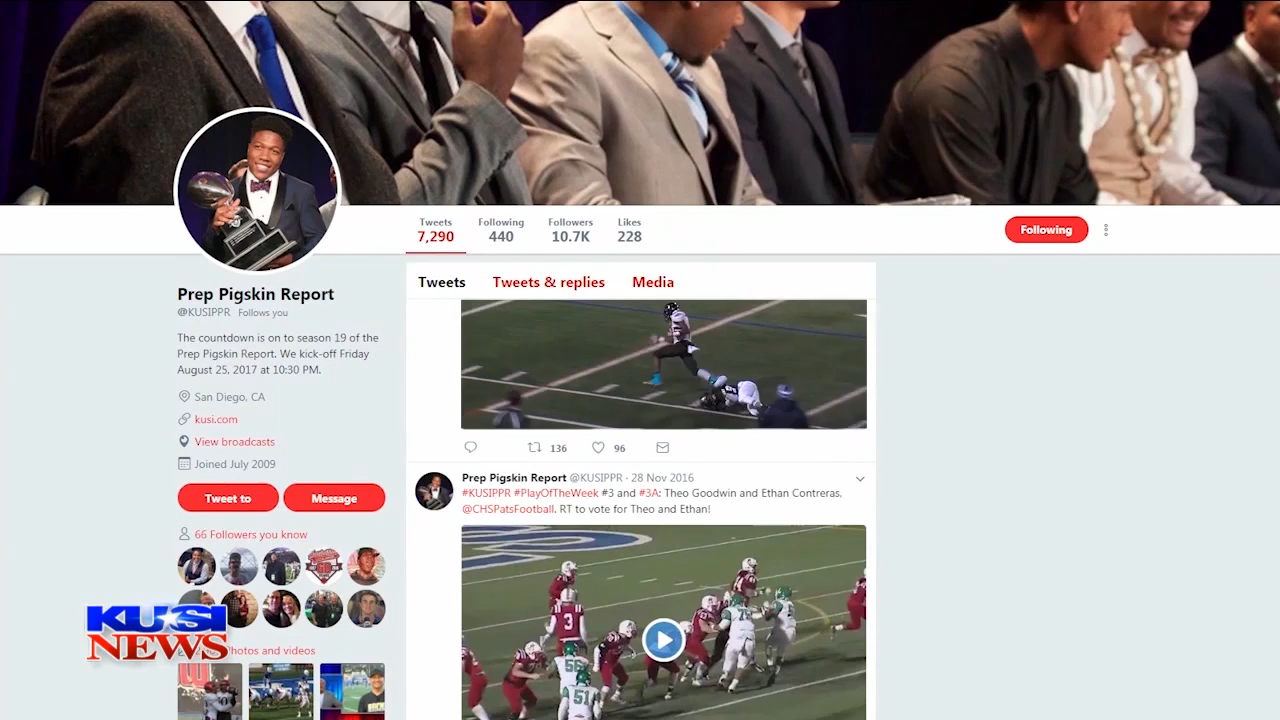 Tweets
7,290
Following
440
Followers
10.7K
Likes
228
Following
Prep Pigskin Report
@KUSIPPR Follows you
The countdown is on to season 19 of the
Prep Pigskin Report. We kick-off Friday
August 25, 2017 at 10:30 PM.
San Diego, CA
kusi.com
View broadcasts
Joined July 2009
Tweet to
Message
66 Followers you know
Photos and videos
Tweets
Tweets & replies
Media
136
96
Prep Pigskin Report @KUSIPPR · 28 Nov 2016
#KUSIPPR #PlayOfTheWeek #3 and #3A: Theo Goodwin and Ethan Contreras,
@CHSPatsFootball. RT to vote for Theo and Ethan!
3
56
51
KUSI
NEWS